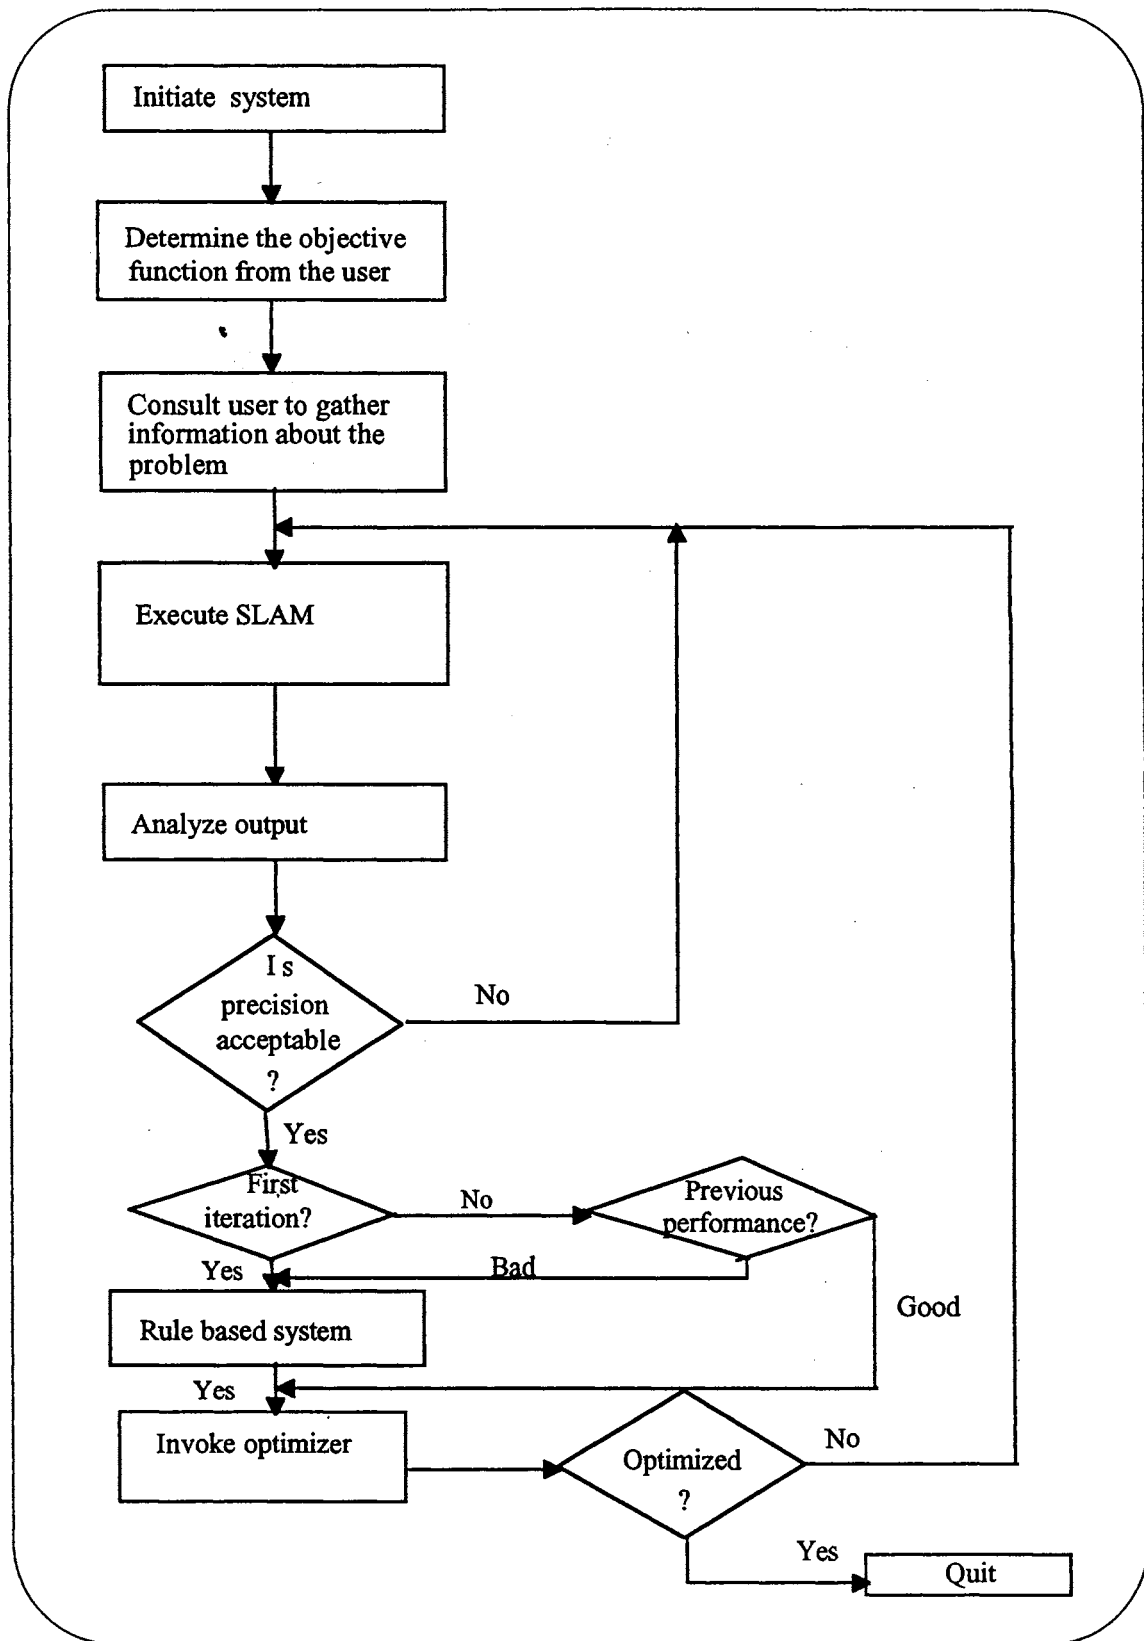 Initiate system
Determine the objective
function from the user
Consult user to gather
information about the
problem
Execute SLAM
Analyze output
I s
precision
acceptable
?
No
Yes
First
iteration?
No
Previous
performance?
Yes
Bad
Good
Rule based system
Yes
Invoke optimizer
Optimized
?
No
Yes
Quit